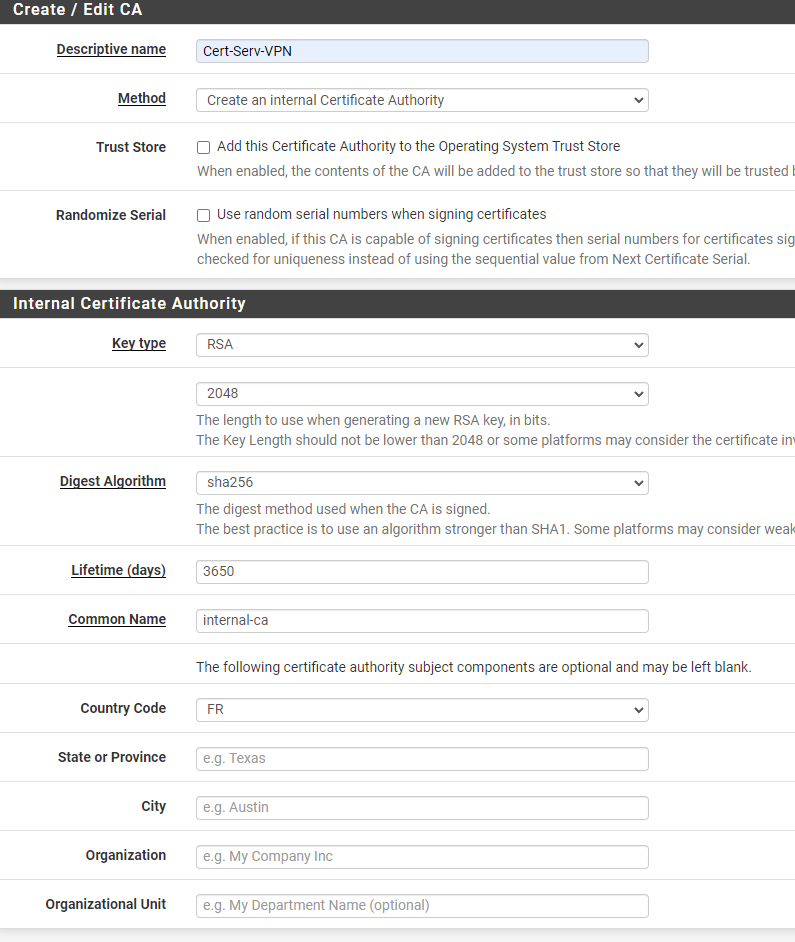 Create / Edit CA
Descriptive name
Cert-Serv-VPN
Method
Create an internal Certificate Authority
Trust Store
Add this Certificate Authority to the Operating System Trust Store
When enabled, the contents of the CA will be added to the trust store so that they will be trusted
Randomize Serial
Use random serial numbers when signing certificates
When enabled, if this CA is capable of signing certificates then serial numbers for certificates sig
checked for uniqueness instead of using the sequential value from Next Certificate Serial.
Internal Certificate Authority
Key type
RSA
2048
The length to use when generating a new RSA key, in bits.
The Key Length should not be lower than 2048 or some platforms may consider the certificate inv
Digest Algorithm
sha256
The digest method used when the CA is signed.
The best practice is to use an algorithm stronger than SHA1. Some platforms may consider weak
Lifetime (days)
3650
Common Name
internal-ca
The following certificate authority subject components are optional and may be left blank.
Country Code
FR
State or Province
e.g. Texas
City
e.g. Austin
Organization
e.g. My Company Inc
Organizational Unit
e.g. My Department Name (optional)